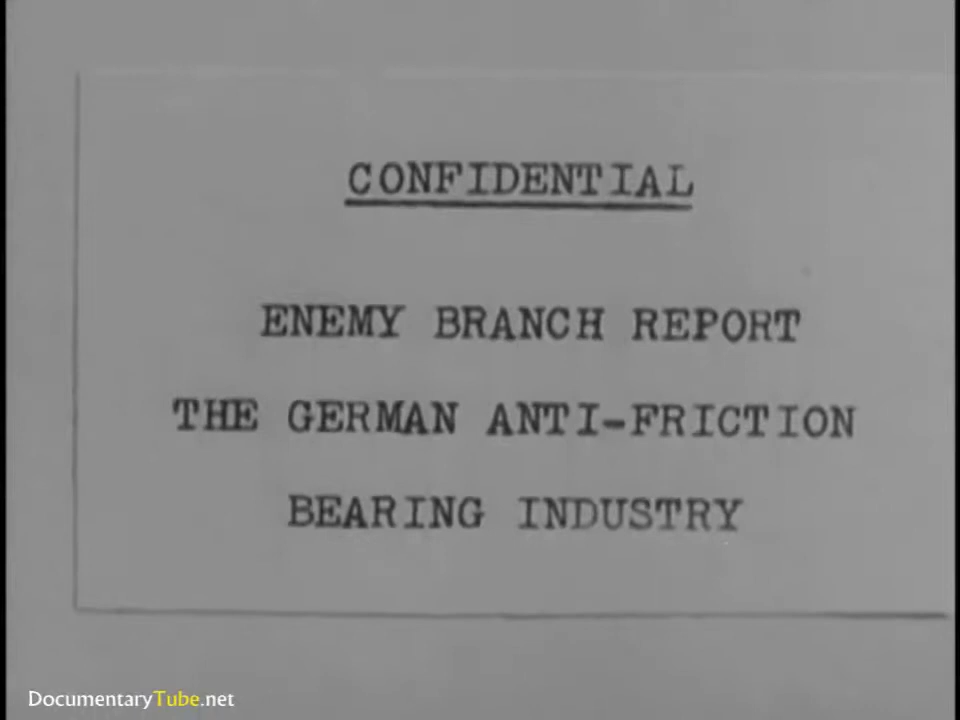 CONFIDENTIAL
ENEMY BRANCH REPORT
THE GERMAN ANTI-FRICTION
BEARING INDUSTRY
DocumentaryTube.net